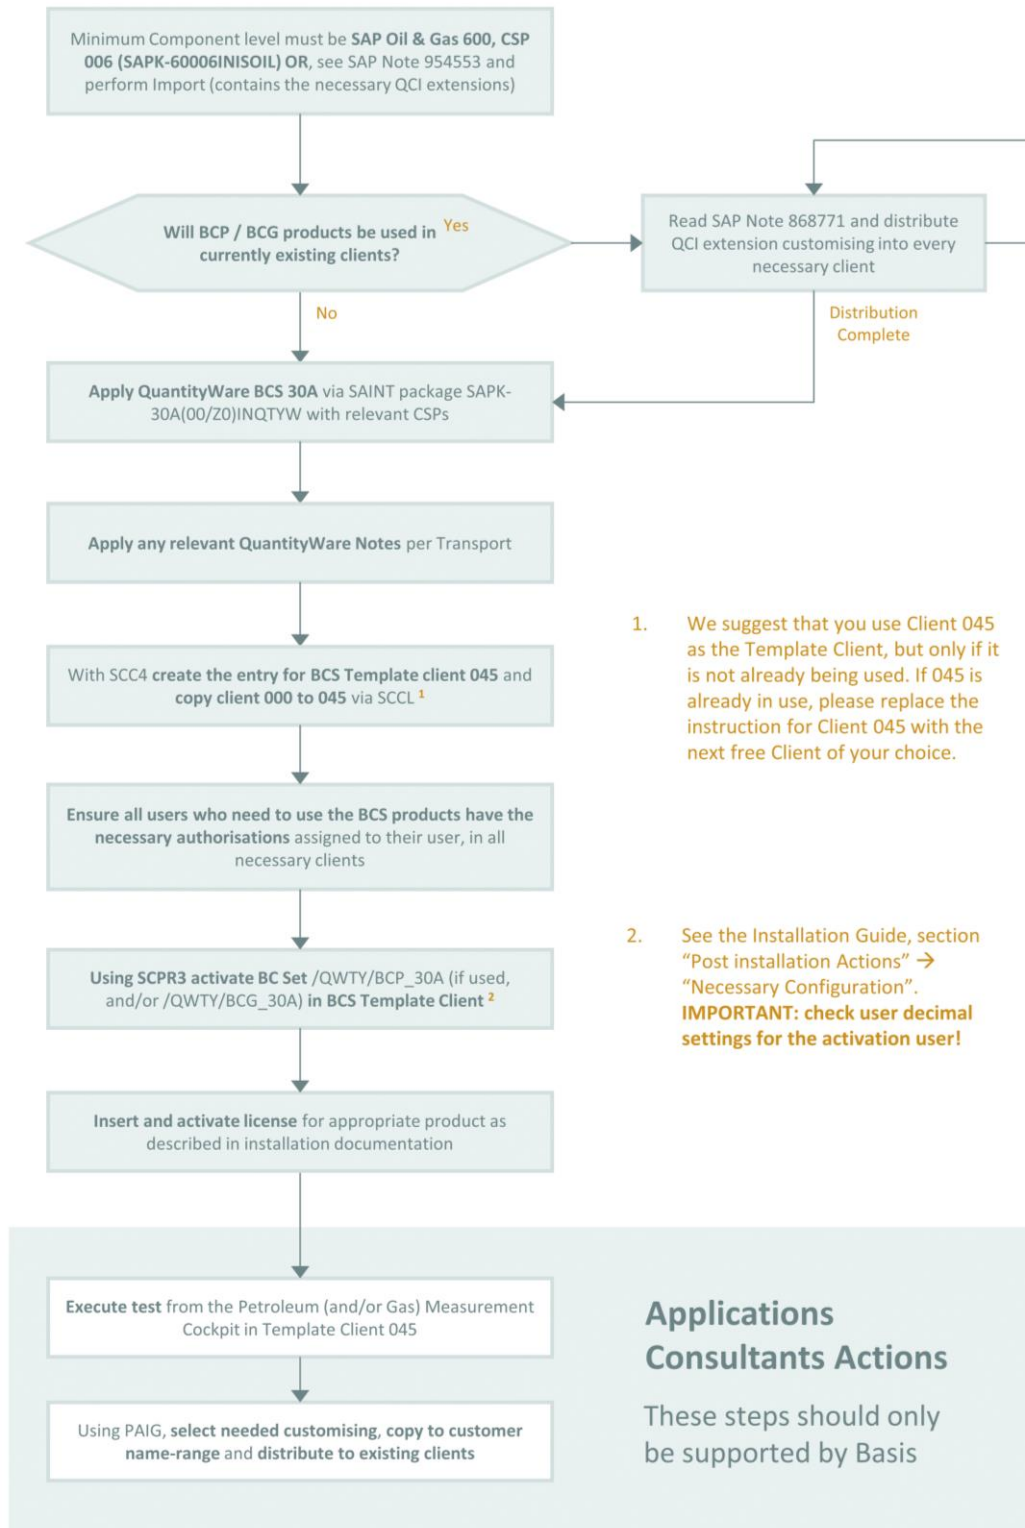 Minimum Component level must be SAP Oil & Gas 600, CSP
006 (SAPK-60006INISOIL) OR, see SAP Note 954553 and
perform Import (contains the necessary QCI extensions)
Will BCP / BCG products be used in
currently existing clients?
Yes
Read SAP Note 868771 and distribute
QCI extension customising into every
necessary client
No
Distribution
Complete
Apply QuantityWare BCS 30A via SAINT package SAPK-
30A(00/Z0)INQTYW with relevant CSPs
Apply any relevant QuantityWare Notes per Transport
With SCC4 create the entry for BCS Template client 045 and
copy client 000 to 045 via SCCL 1
1. We suggest that you use Client 045
as the Template Client, but only if it
is not already being used. If 045 is
already in use, please replace the
instruction for Client 045 with the
next free Client of your choice.
Ensure all users who need to use the BCS products have the
necessary authorisations assigned to their user, in all
necessary clients
Using SCPR3 activate BC Set /QWTY/BCP_30A (if used,
and/or /QWTY/BCG_30A) in BCS Template Client 2
2. See the Installation Guide, section
“Post installation Actions” →
“Necessary Configuration”.
IMPORTANT: check user decimal
settings for the activation user!
Insert and activate license for appropriate product as
described in installation documentation
Execute test from the Petroleum (and/or Gas) Measurement
Cockpit in Template Client 045
Using PAIG, select needed customising, copy to customer
name-range and distribute to existing clients
Applications
Consultants Actions
These steps should only
be supported by Basis